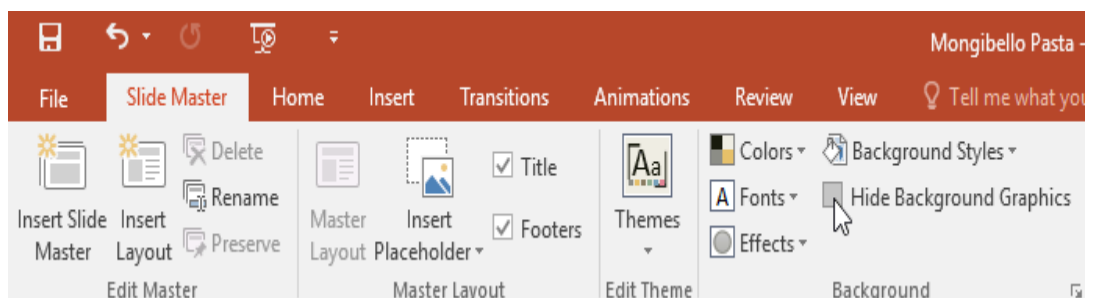 Mongibello Pasta -
File Slide Master Home Insert Transitions Animations Review View Tell me what you
Insert Slide Master
Insert Layout
Delete
Rename
Preserve
Edit Master
Master Layout
Insert Placeholder
Title
Footers
Master Layout
Aa
Themes
Edit Theme
Colors
A Fonts
Effects
Background Styles
Hide Background Graphics
Background